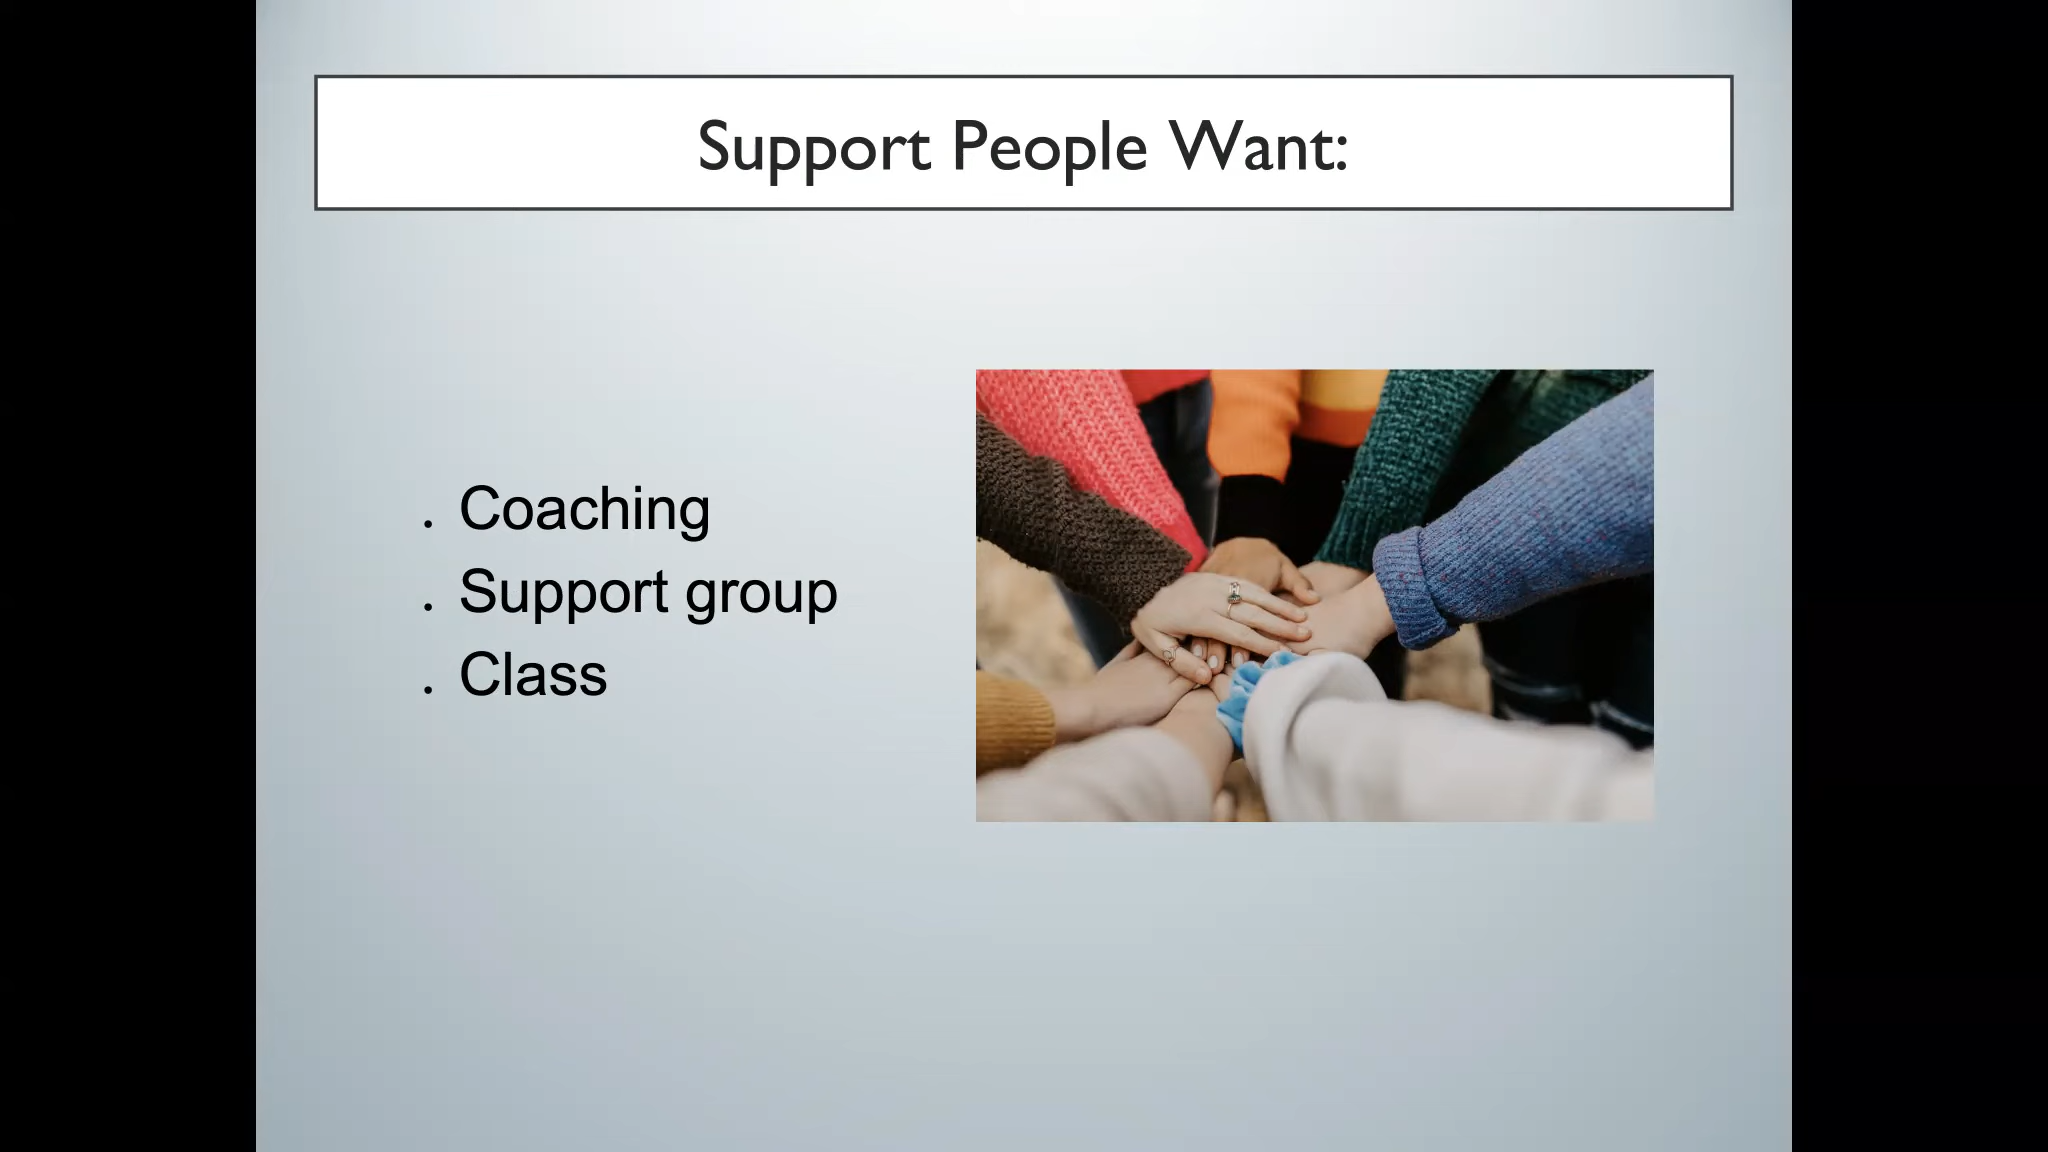 Support People Want:
. Coaching
. Support group
. Class